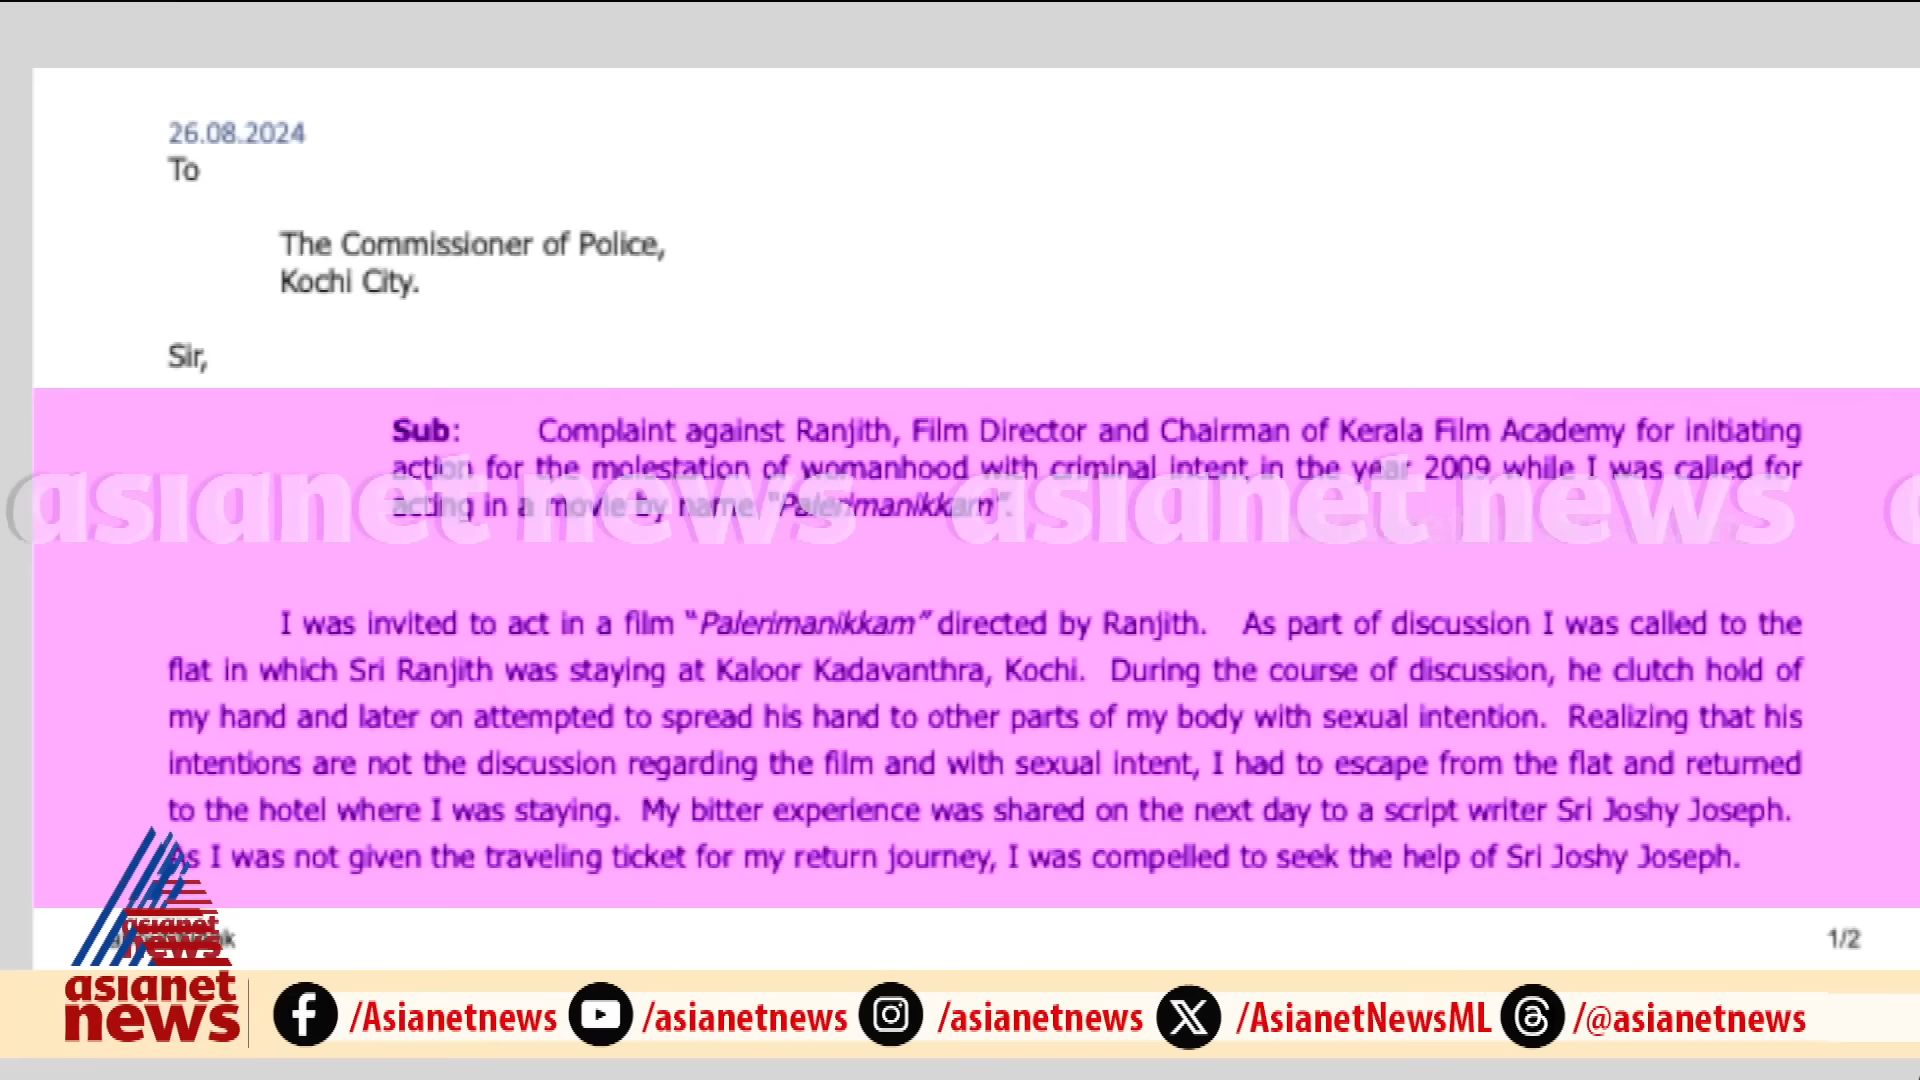 26.08.2024
To
The Commissioner of Police,
Kochi City.
Sir,
Sub: Complaint against Ranjith, Film Director and Chairman of Kerala Film Academy for initiating
action for the molestation of womanhood with criminal intent in the year 2009 while I was called for
acting in a movie by name "Palerimanikkam".
asianet news asianet news
I was invited to act in a film "Palerimanikkam" directed by Ranjith. As part of discussion I was called to the
flat in which Sri Ranjith was staying at Kaloor Kadavanthra, Kochi. During the course of discussion, he clutch hold of
my hand and later on attempted to spread his hand to other parts of my body with sexual intention. Realizing that his
intentions are not the discussion regarding the film and with sexual intent, I had to escape from the flat and returned
to the hotel where I was staying. My bitter experience was shared on the next day to a script writer Sri Joshy Joseph.
As I was not given the traveling ticket for my return journey, I was compelled to seek the help of Sri Joshy Joseph.
1/2
asianet
news
asianet
news
/Asianetnews /asianetnews /asianetnews /AsianetNewsML /@asianetnews